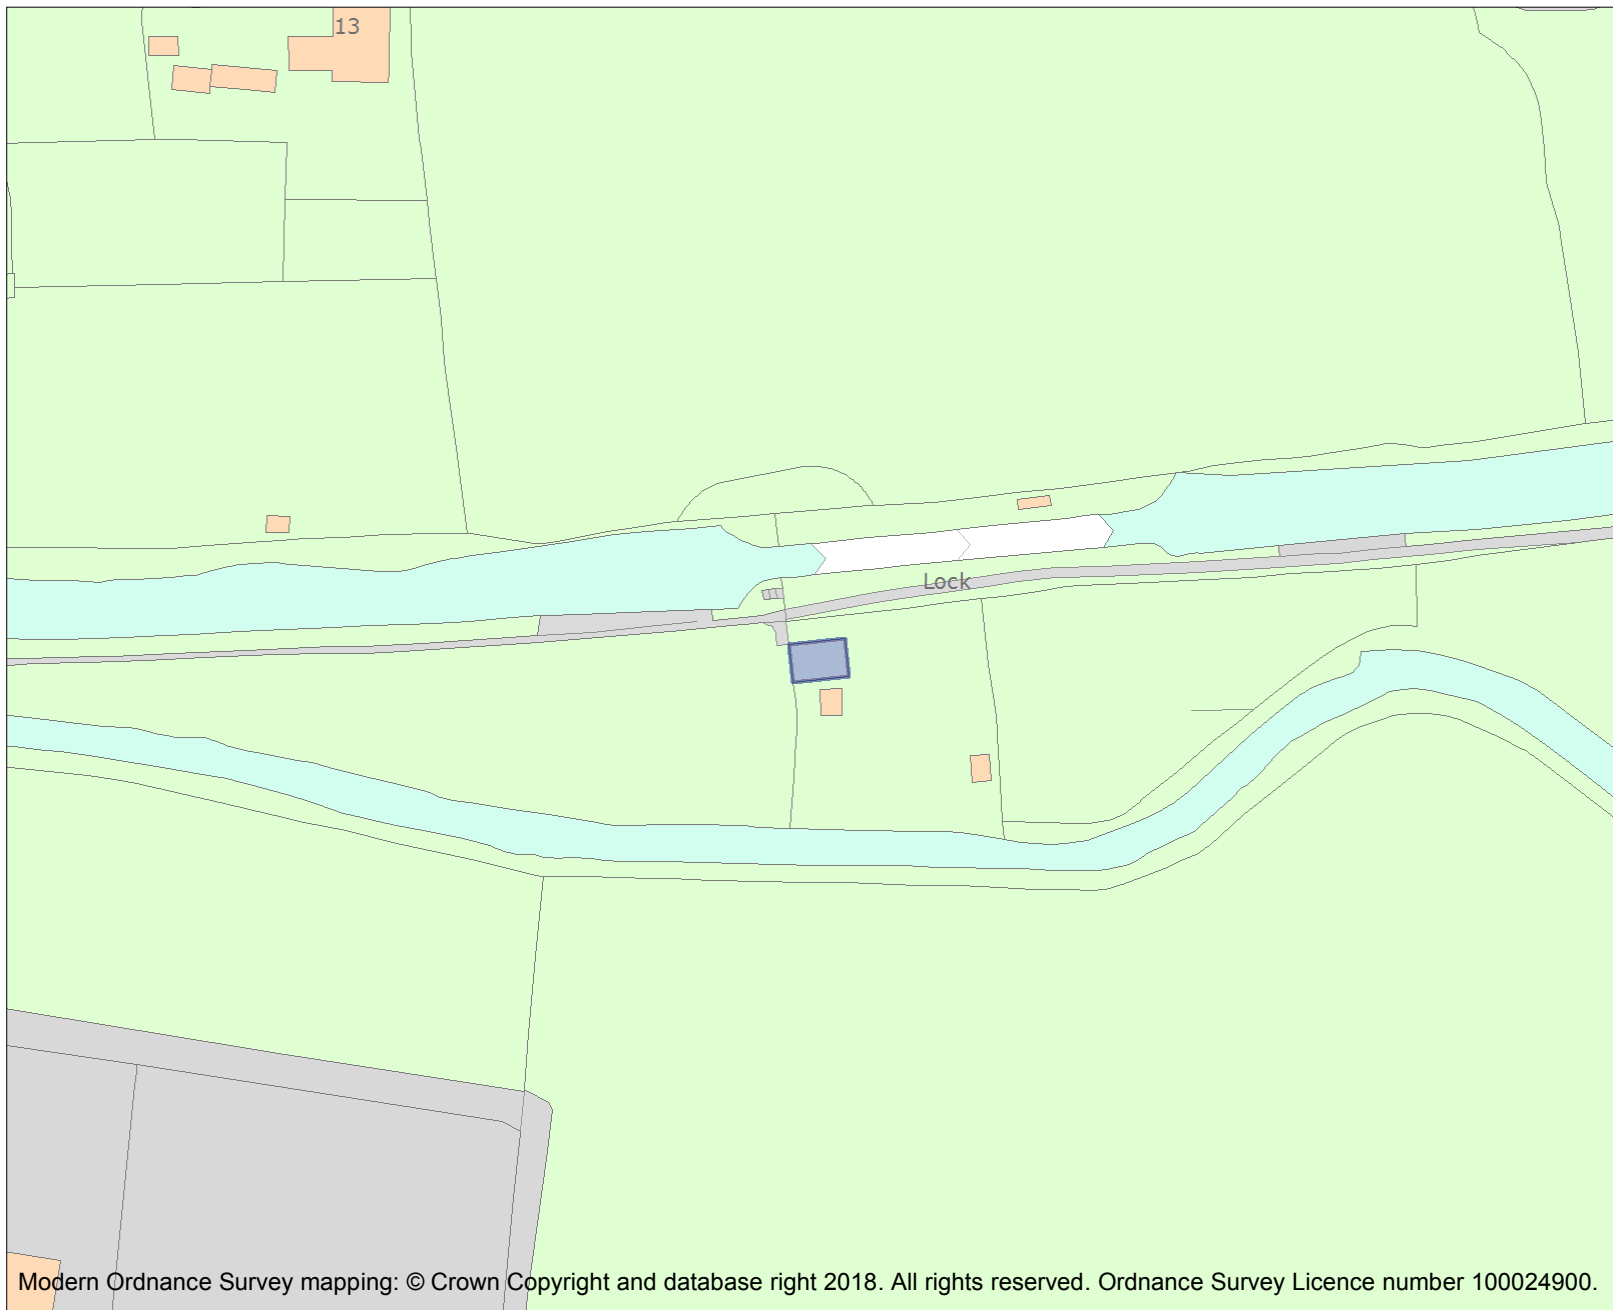 13
Lock
Modern Ordnance Survey mapping: © Crown Copyright and database right 2018. All rights reserved. Ordnance Survey Licence number 100024900.